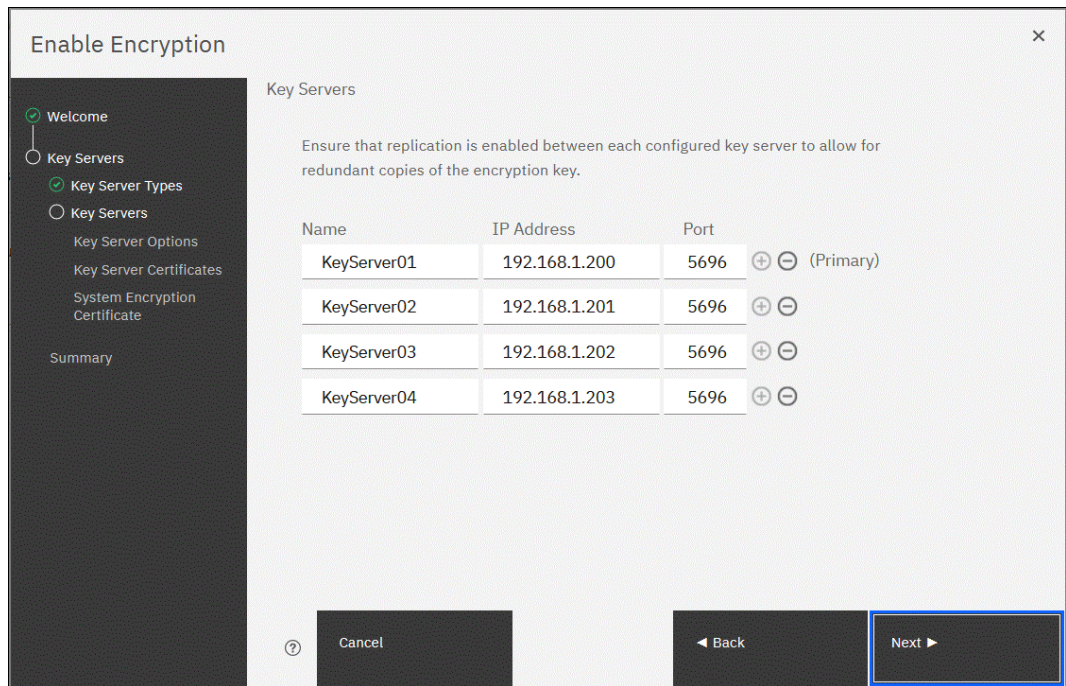 Enable Encryption
Welcome
Key Servers
Key Server Types
Key Servers
Key Server Options
Key Server Certificates
System Encryption
Certificate
Summary
Key Servers
Ensure that replication is enabled between each configured key server to allow for
redundant copies of the encryption key.
Name IP Address Port
KeyServer01 192.168.1.200 5696 (Primary)
KeyServer02 192.168.1.201 5696
KeyServer03 192.168.1.202 5696
KeyServer04 192.168.1.203 5696
Cancel Back Next